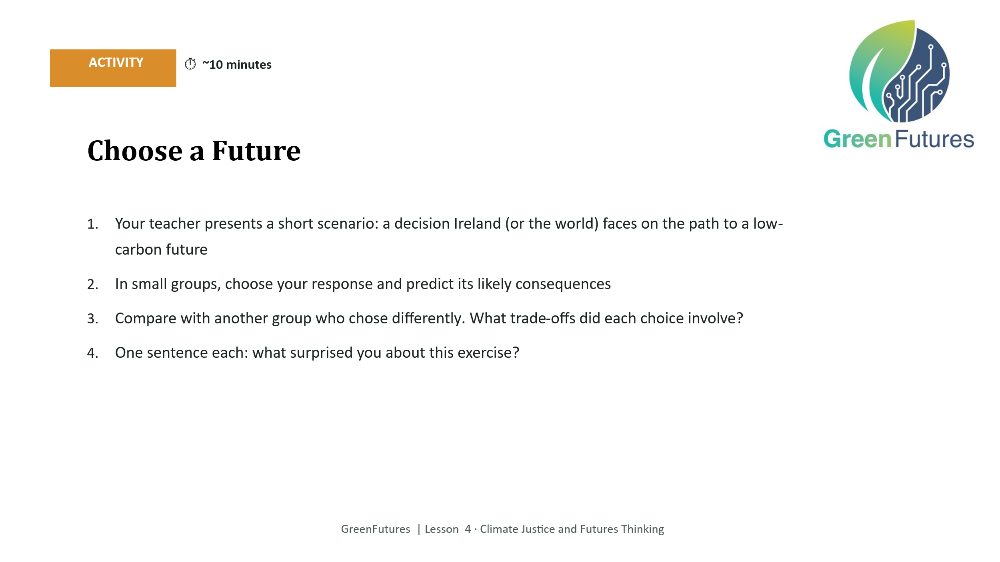 ACTIVITY
⏱ ~10 minutes
GreenFutures
Choose a Future
1. Your teacher presents a short scenario: a decision Ireland (or the world) faces on the path to a low-
carbon future
2. In small groups, choose your response and predict its likely consequences
3. Compare with another group who chose differently. What trade-offs did each choice involve?
4. One sentence each: what surprised you about this exercise?
GreenFutures | Lesson 4 · Climate Justice and Futures Thinking